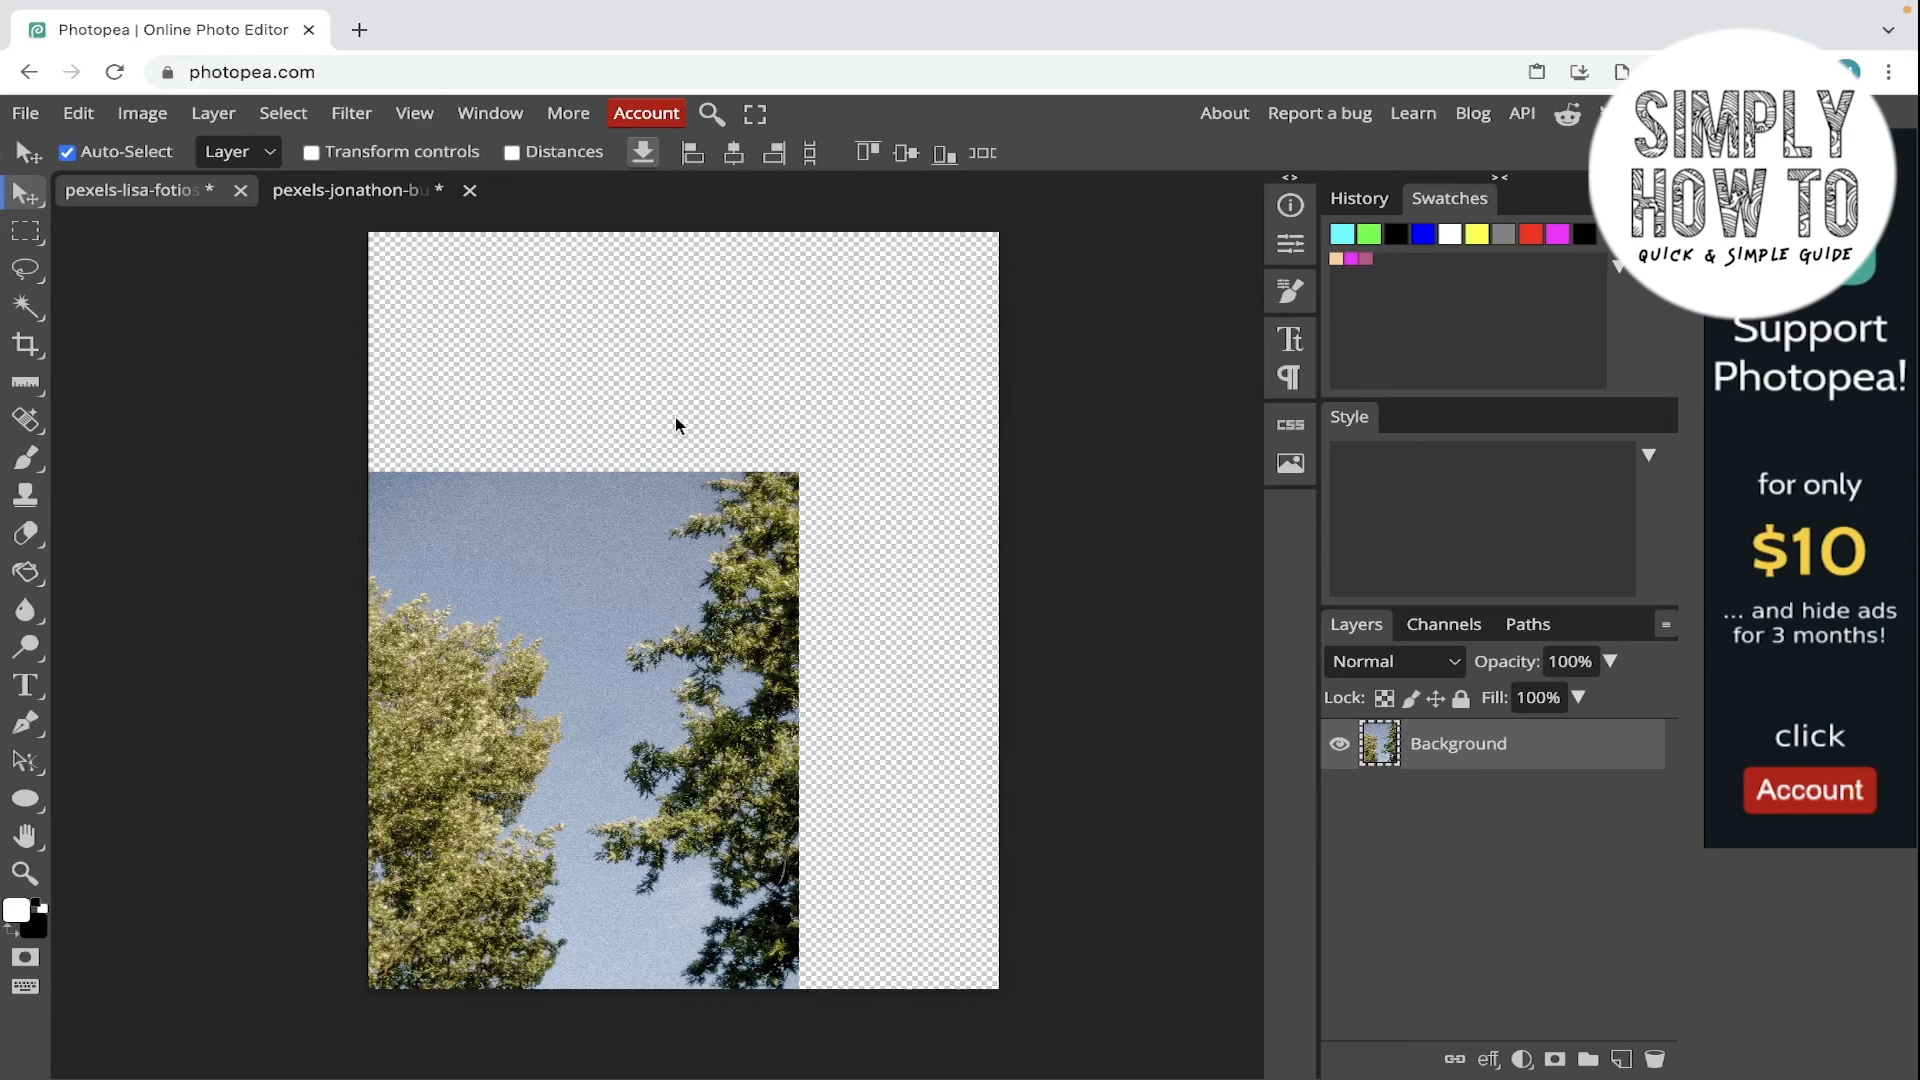 Photopea | Online Photo Editor
photopea.com
File Edit Image Layer Select Filter View Window More Account
About Report a bug Learn Blog API
Auto-Select Layer Transform controls Distances
pexels-lisa-fotios * pexels-jonathon-bu *
SIMPLY
HOW TO
QUICK & SIMPLE GUIDE
History Swatches
Support
Photopea!
Tt
CSS
Style
for only
$10
... and hide ads
for 3 months!
Layers Channels Paths
Normal Opacity: 100%
Lock: Fill: 100%
Background
click
Account
T
eff